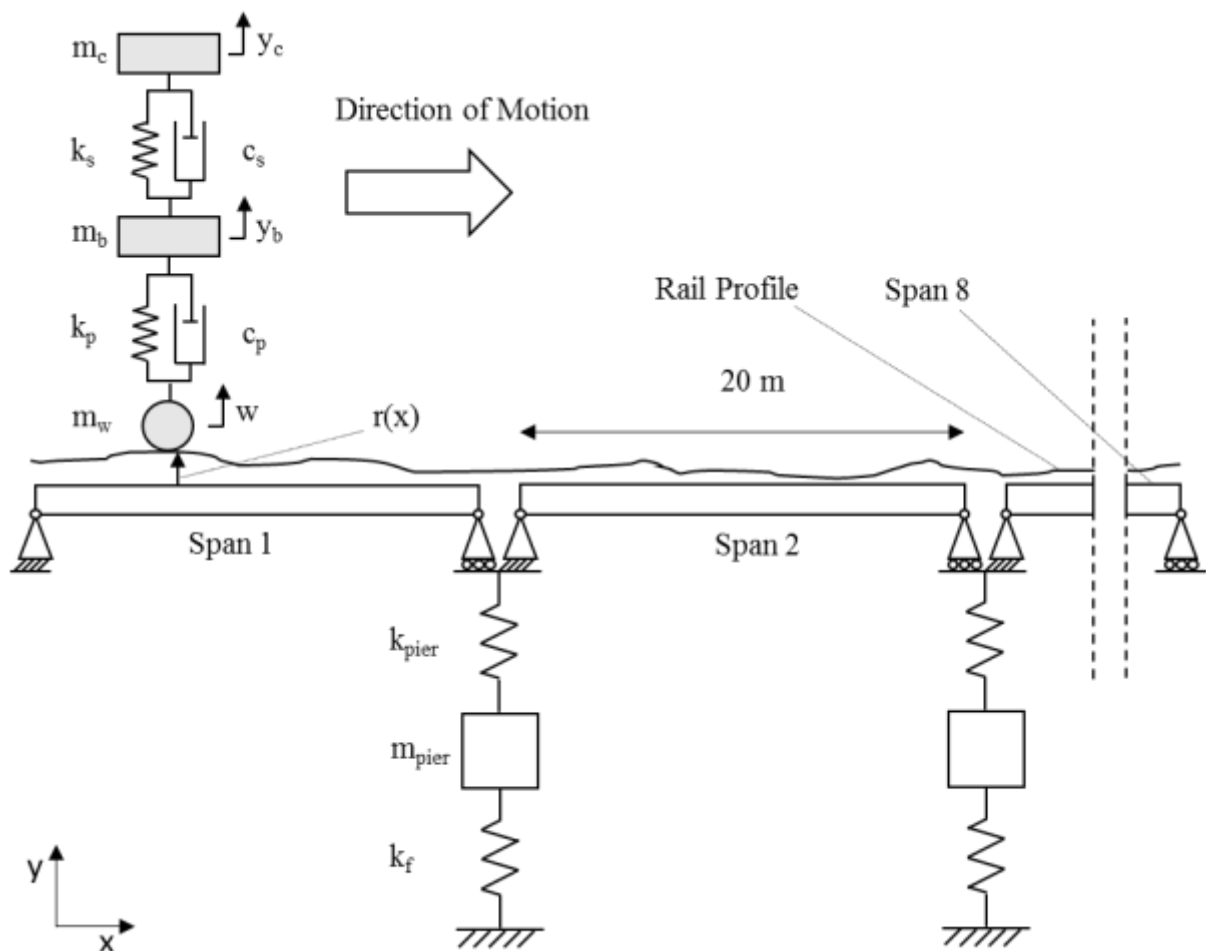 m_c
y_c
Direction of Motion
k_s
c_s
m_b
y_b
Rail Profile
Span 8
k_p
c_p
20 m
m_w
w
r(x)
Span 1
Span 2
k_pier
m_pier
k_f
y
x